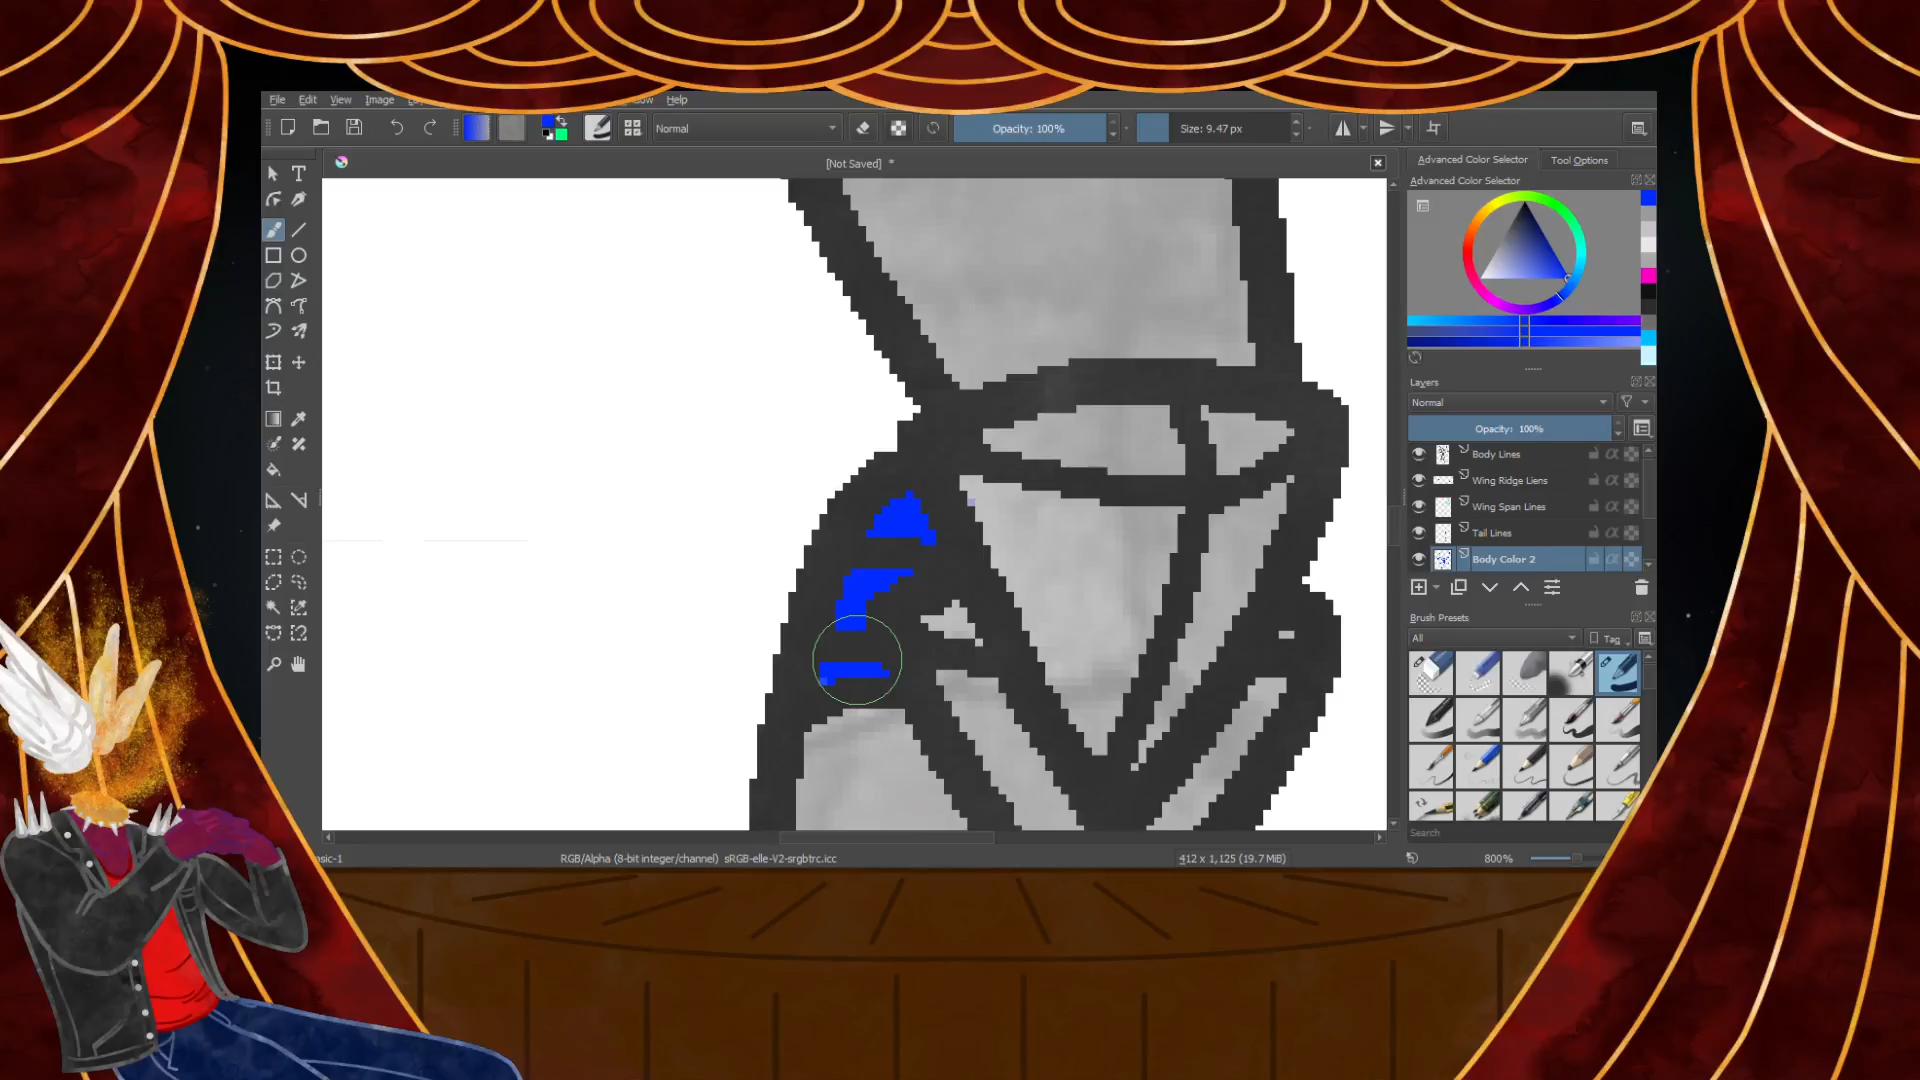 File Edit View Image Help
Normal
Opacity: 100%
Size: 9.47 px
[Not Saved] *
Advanced Color Selector
Tool Options
Advanced Color Selector
Layers
Normal
Opacity: 100%
Body Lines
Wing Ridge Liens
Wing Span Lines
Tail Lines
Body Color 2
Brush Presets
All
Tag
Search
RGB/Alpha (8-bit integer/channel) sRGB-elle-V2-srgbtrc.icc
412 x 1,125 (19.7 MiB)
800%